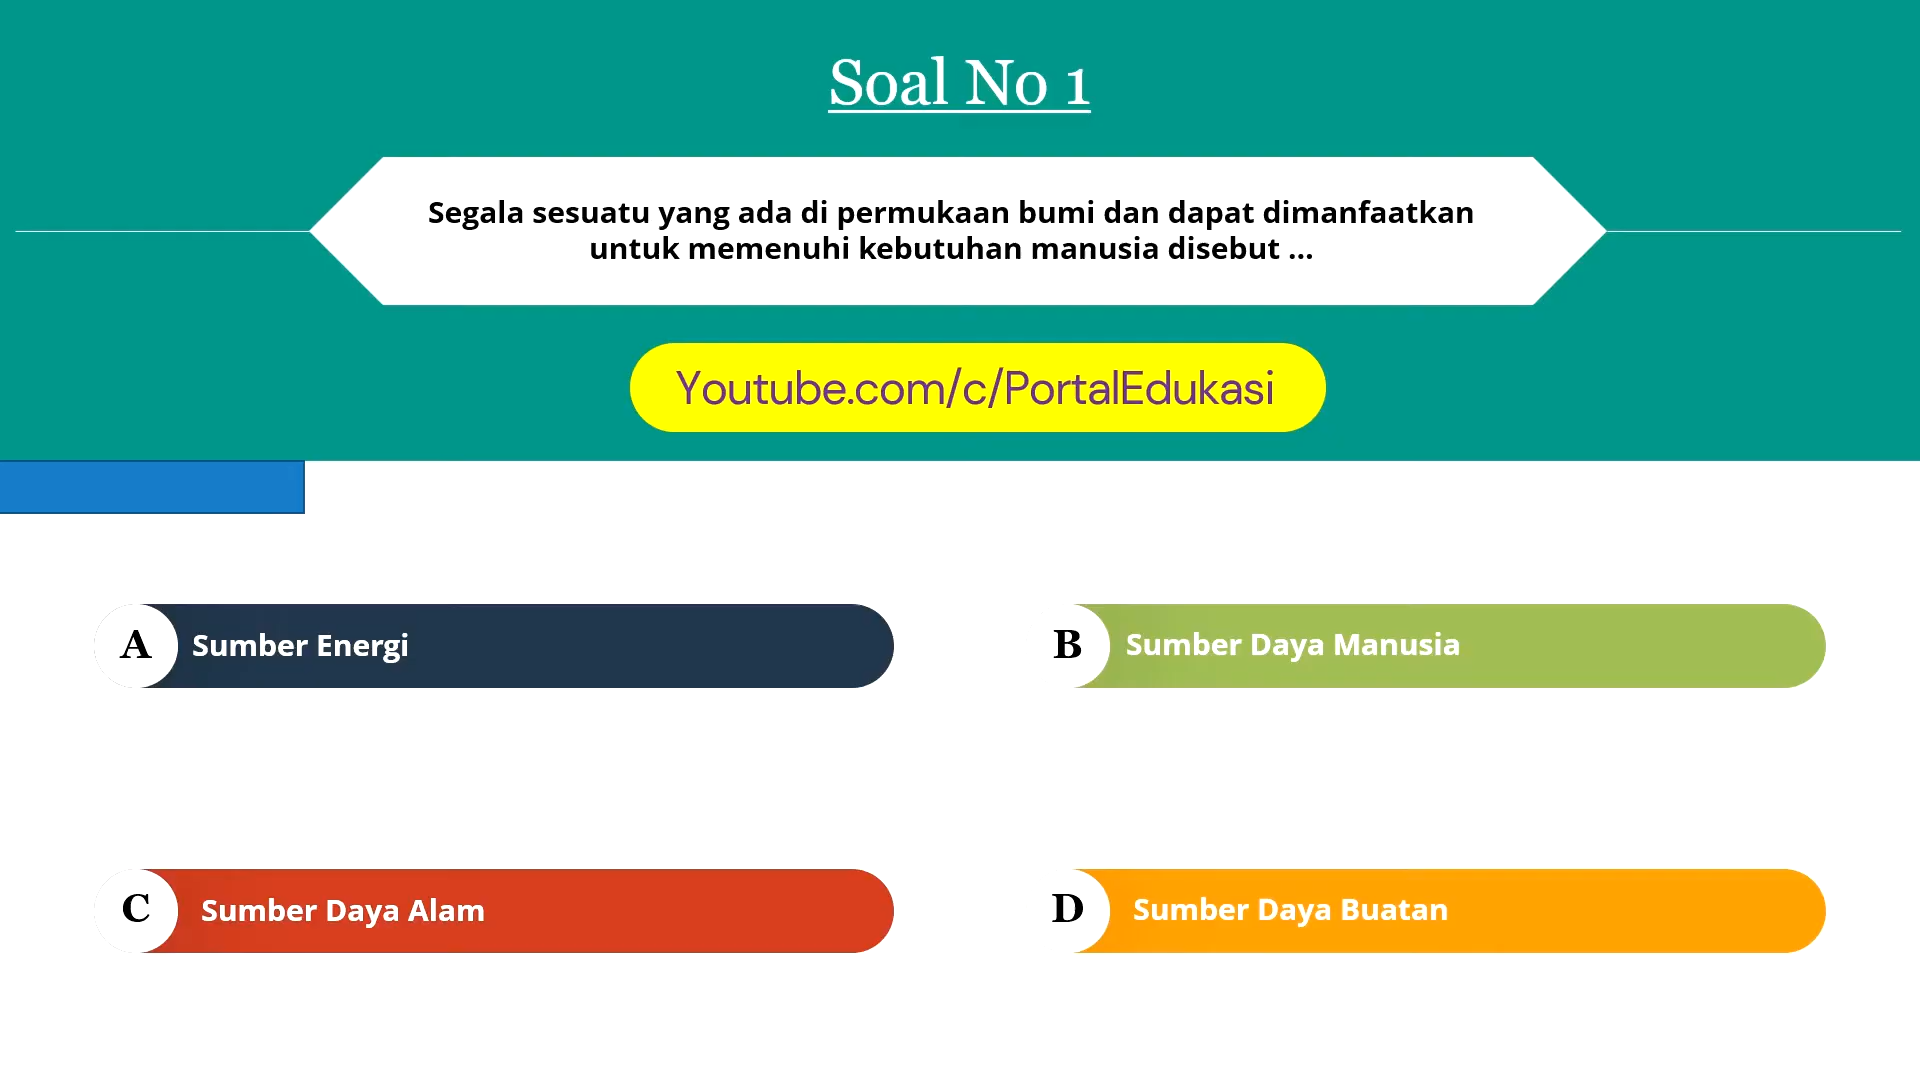 Soal No 1
Segala sesuatu yang ada di permukaan bumi dan dapat dimanfaatkan
untuk memenuhi kebutuhan manusia disebut ...
Youtube.com/c/PortalEdukasi
A Sumber Energi
B Sumber Daya Manusia
C Sumber Daya Alam
D Sumber Daya Buatan